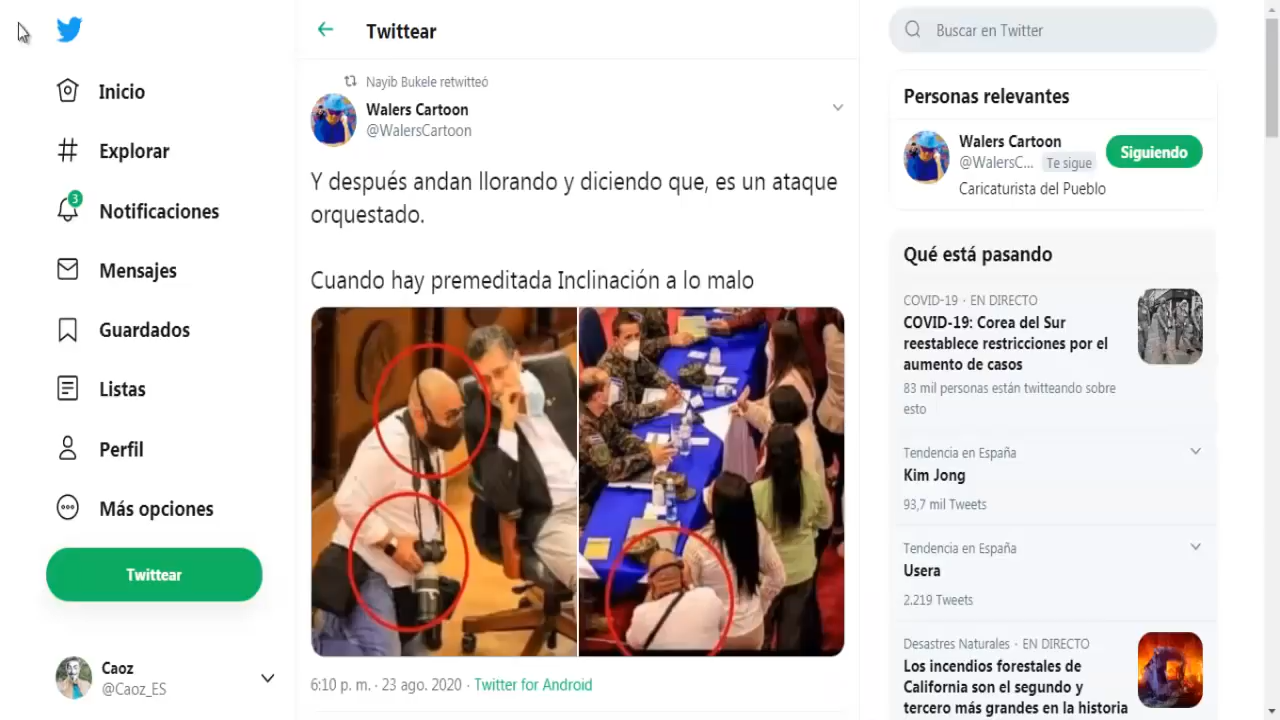 Inicio
Explorar
3
Notificaciones
Mensajes
Guardados
Listas
Perfil
Más opciones
Twittear
Caoz
@Caoz_ES
Twittear
Nayib Bukele retwitteó
Walers Cartoon
@WalersCartoon
Y después andan llorando y diciendo que, es un ataque
orquestado.
Cuando hay premeditada Inclinación a lo malo
6:10 p. m. · 23 ago. 2020 · Twitter for Android
Buscar en Twitter
Personas relevantes
Walers Cartoon
@WalersC... Te sigue
Siguiendo
Caricaturista del Pueblo
Qué está pasando
COVID-19 · EN DIRECTO
COVID-19: Corea del Sur
reestablece restricciones por el
aumento de casos
83 mil personas están twitteando sobre
esto
Tendencia en España
Kim Jong
93,7 mil Tweets
Tendencia en España
Usera
2.219 Tweets
Desastres Naturales · EN DIRECTO
Los incendios forestales de
California son el segundo y
tercero más grandes en la historia